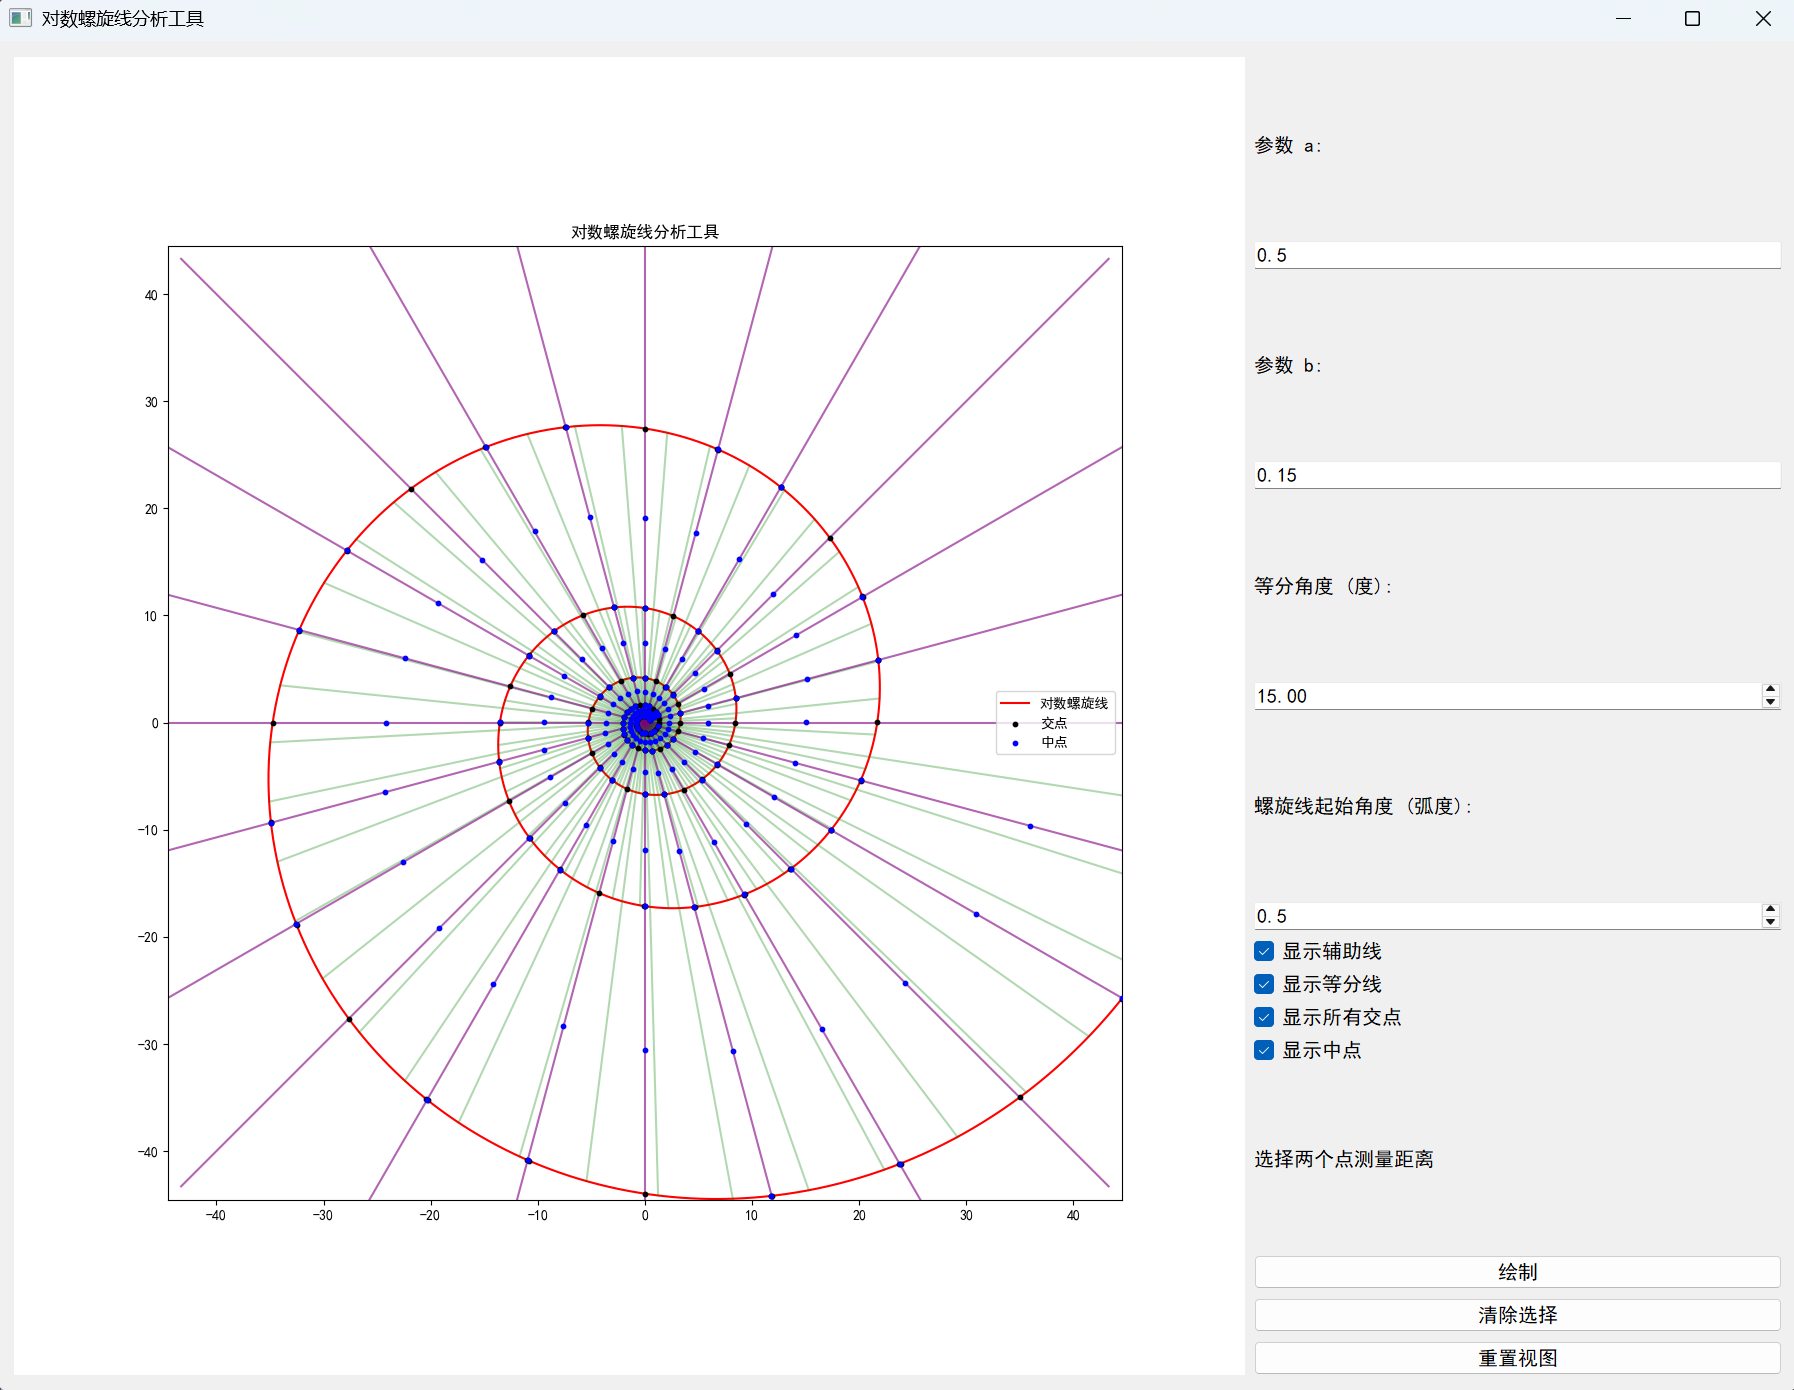 对数螺旋线分析工具
对数螺旋线分析工具
40
30
20
10
0
−10
−20
−30
−40
−40 −30 −20 −10 0 10 20 30 40
对数螺旋线
交点
中点
参数 a:
0.5
参数 b:
0.15
等分角度 (度):
15.00
螺旋线起始角度 (弧度):
0.5
显示辅助线
显示等分线
显示所有交点
显示中点
选择两个点测量距离
绘制
清除选择
重置视图